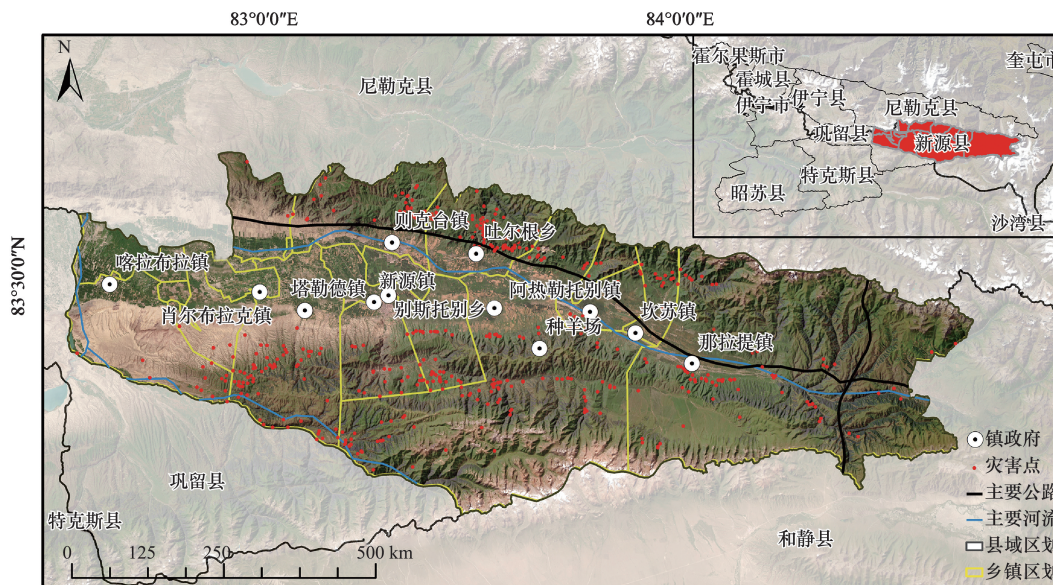 83°0′0″E
84°0′0″E
83°30′0″N
N
尼勒克县
霍尔果斯市
霍城县
伊宁市
伊宁县
尼勒克县
奎屯市
巩留县
新源县
特克斯县
昭苏县
沙湾县
则克台镇
吐尔根乡
喀拉布拉镇
塔勒德镇
新源镇
肖尔布拉克镇
别斯托别乡
阿热勒托别镇
种羊场
坎苏镇
那拉提镇
巩留县
特克斯县
和静县
0
125
250
500 km
镇政府
灾害点
主要公路
主要河流
县域区划
乡镇区划